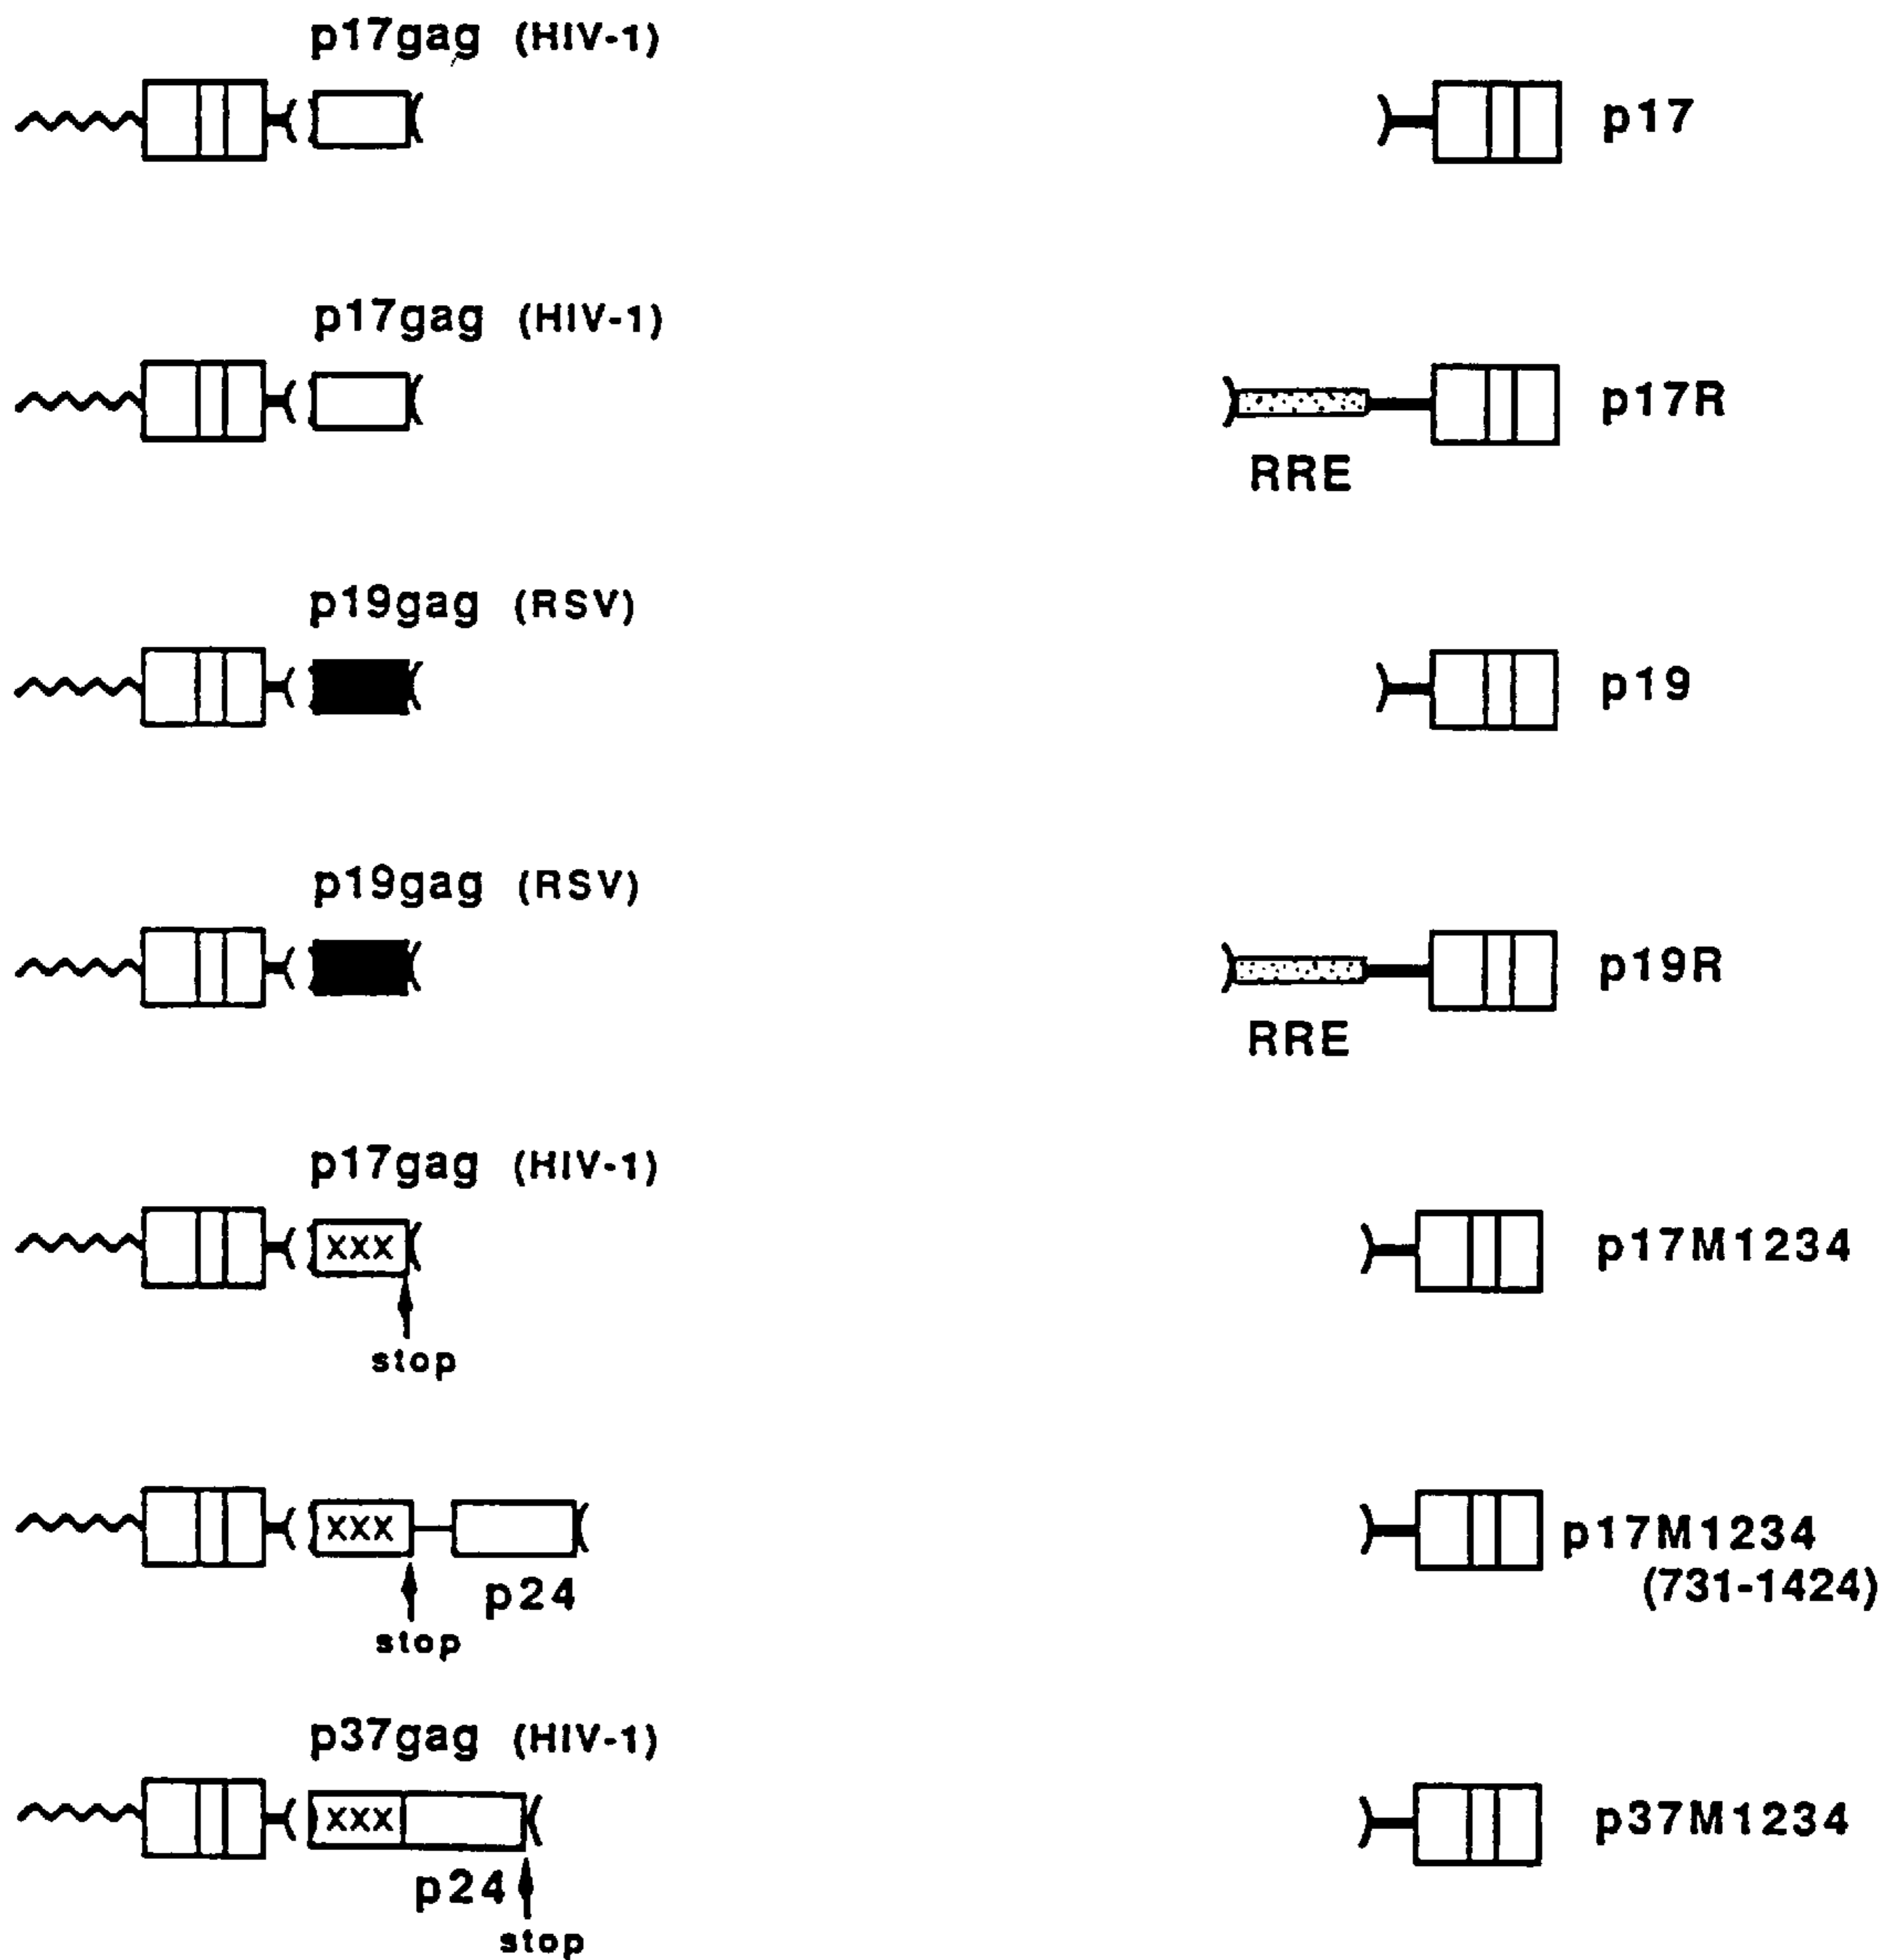 p17gag (HIV-1)
p17
p17gag (HIV-1)
p17R
RRE
p19gag (RSV)
p19
p19gag (RSV)
p19R
RRE
p17gag (HIV-1)
XXX
p17M1234
stop
XXX
p17M1234
p24
(731-1424)
stop
p37gag (HIV-1)
XXX
p37M1234
p24
stop